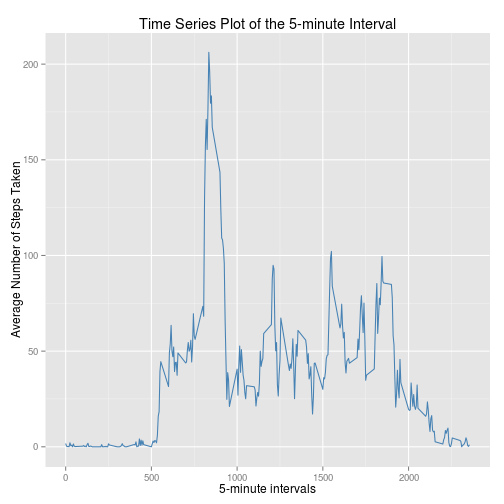 Time Series Plot of the 5-minute Interval
Average Number of Steps Taken
200
150
100
50
0
0 500 1000 1500 2000
5-minute intervals